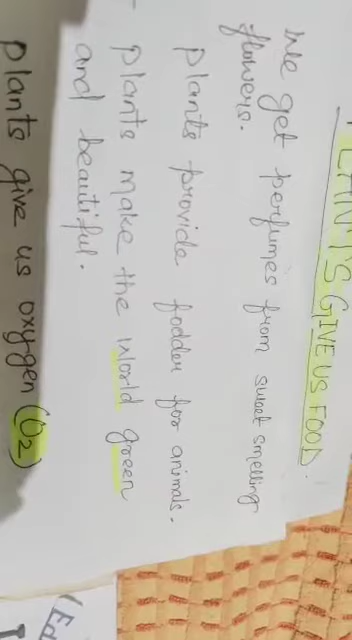 PLANTS GIVE US FOOD.
We get perfumes from sweet smelling
flowers.
plants provide fodder for animals.
plants make the world green
and beautiful.
plants give us oxygen (O2)